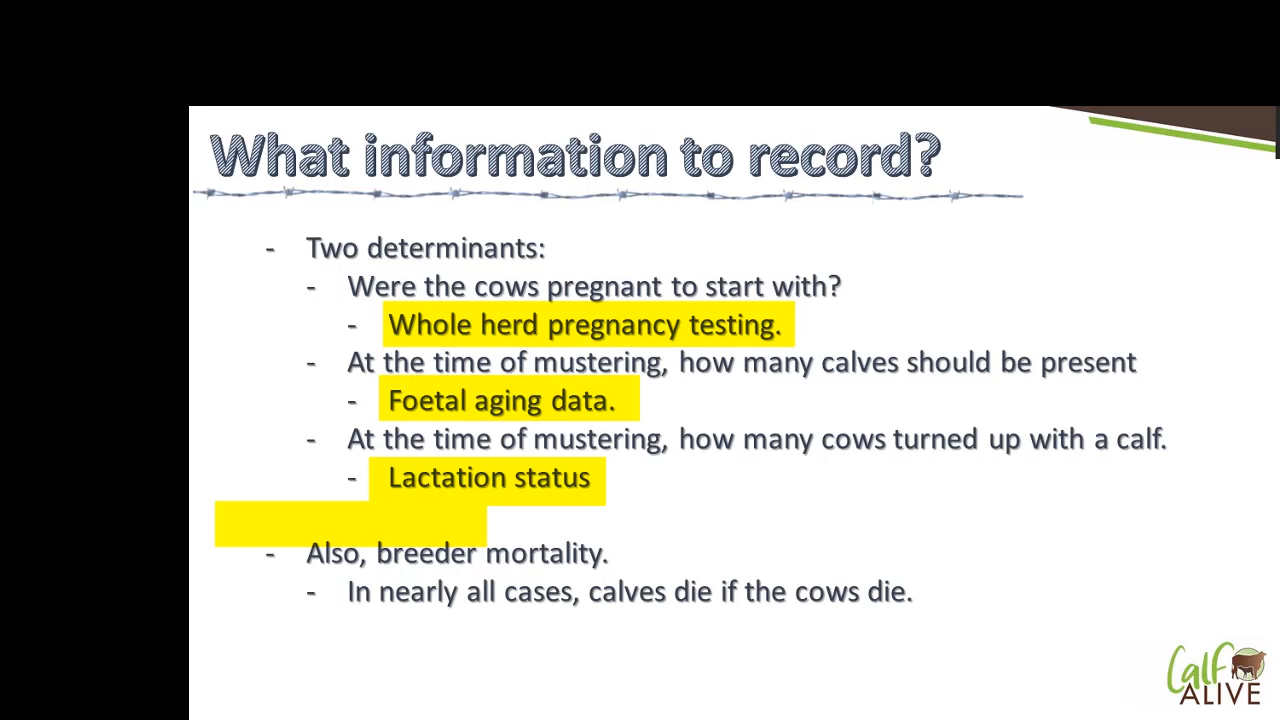 What information to record?
- Two determinants:
- Were the cows pregnant to start with?
- Whole herd pregnancy testing.
- At the time of mustering, how many calves should be present
- Foetal aging data.
- At the time of mustering, how many cows turned up with a calf.
- Lactation status
- Also, breeder mortality.
- In nearly all cases, calves die if the cows die.
Calf
ALIVE